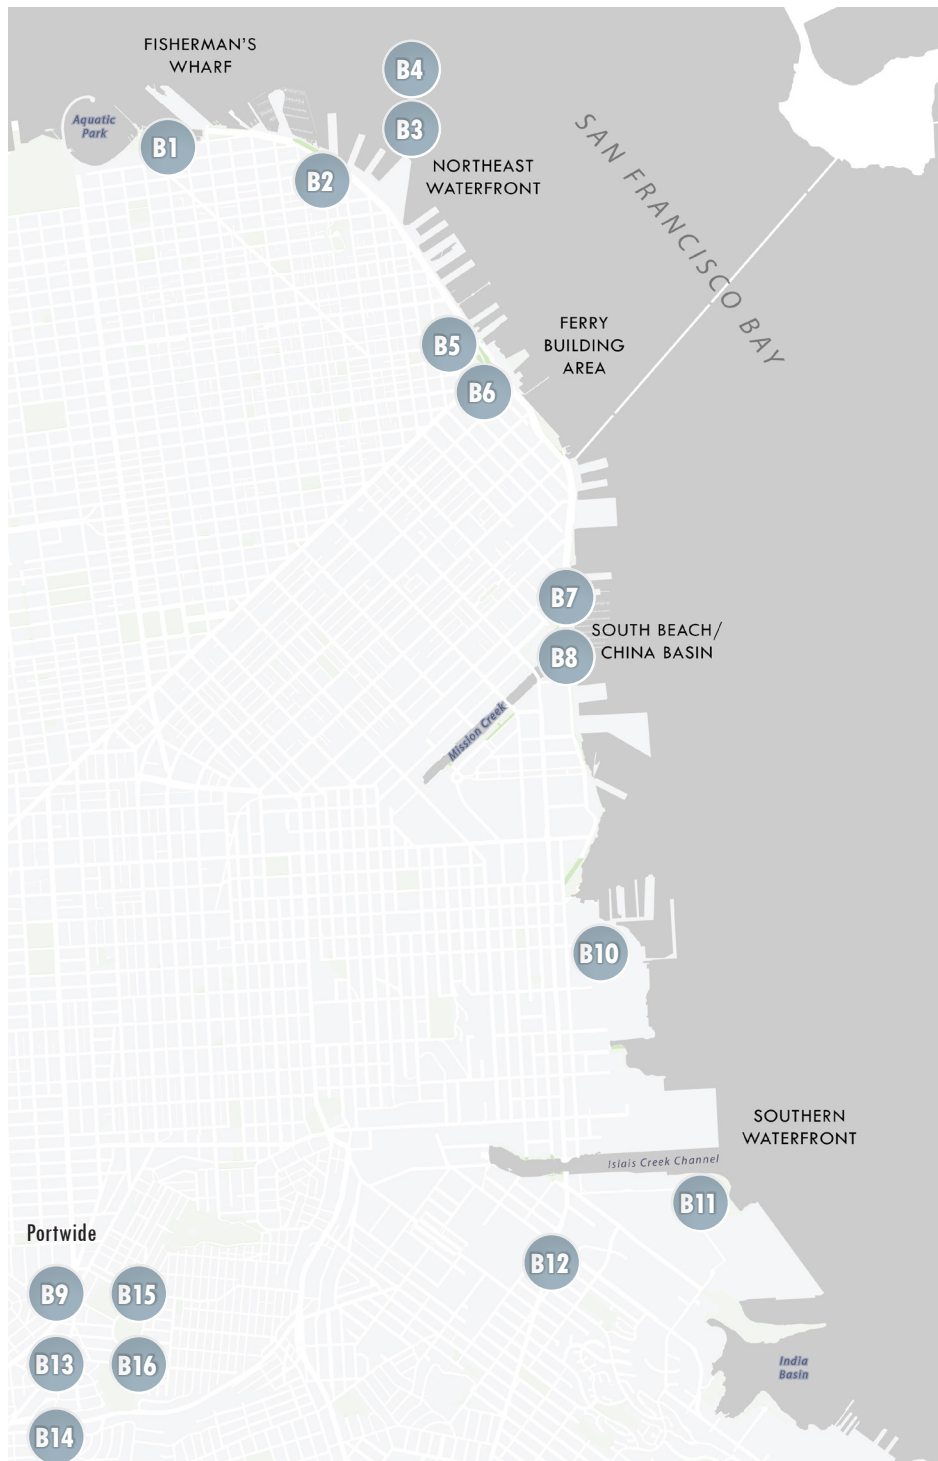 FISHERMAN'S
WHARF
B4
Aquatic
Park
B3
B1
NORTHEAST
WATERFRONT
B2
SAN FRANCISCO BAY
FERRY
BUILDING
AREA
B5
B6
B7
SOUTH BEACH/
CHINA BASIN
B8
Mission Creek
B10
SOUTHERN
WATERFRONT
Islais Creek Channel
B11
B12
Portwide
B9
B15
B13
B16
B14
India
Basin